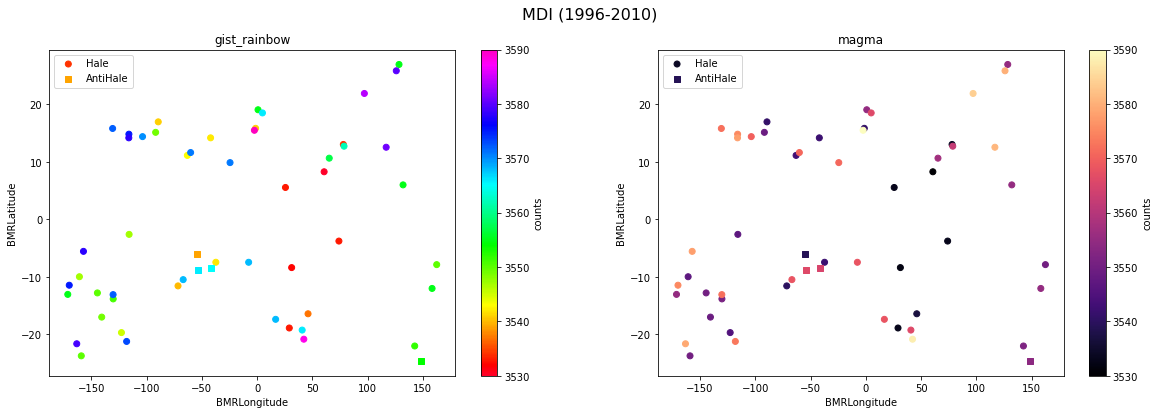 MDI (1996-2010)
gist_rainbow
Hale
AntiHale
20
10
0
−10
−20
BMRLatitude
−150
−100
−50
0
50
100
150
BMRLongitude
3590
3580
3570
3560
3550
3540
3530
counts
magma
Hale
AntiHale
20
10
0
−10
−20
BMRLatitude
−150
−100
−50
0
50
100
150
BMRLongitude
3590
3580
3570
3560
3550
3540
3530
counts